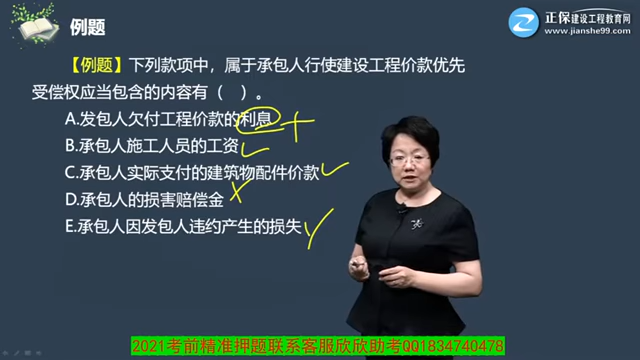 例题
正保建设工程教育网
www.jianshe99.com
【例题】下列款项中，属于承包人行使建设工程价款优先
受偿权应当包含的内容有（ ）。
A.发包人欠付工程价款的利息
B.承包人施工人员的工资
C.承包人实际支付的建筑物配件价款
D.承包人的损害赔偿金
E.承包人因发包人违约产生的损失
2021考前精准押题联系客服欣欣助考QQ1834740478